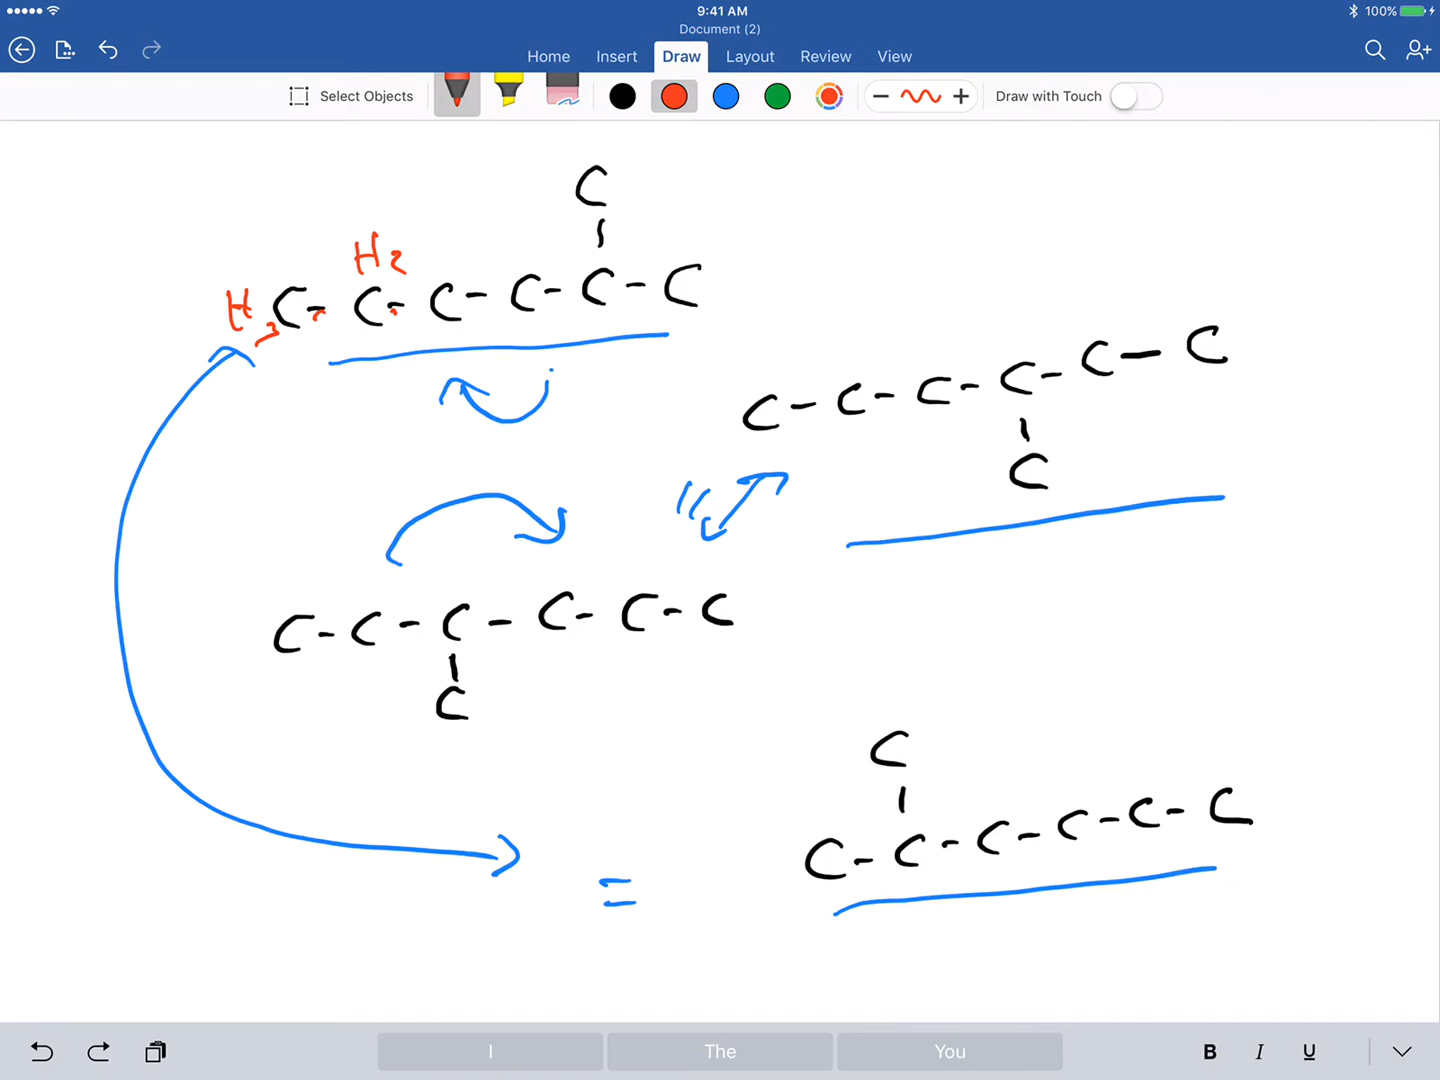 9:41 AM
100%
Document (2)
Home Insert Draw Layout Review View
Select Objects
Draw with Touch
C
H2
H3C-C-C-C-C-C
C-C-C-C-C-C
C
C-C-C-C-C-C
C
C
= C-C-C-C-C-C
I The You
B I U